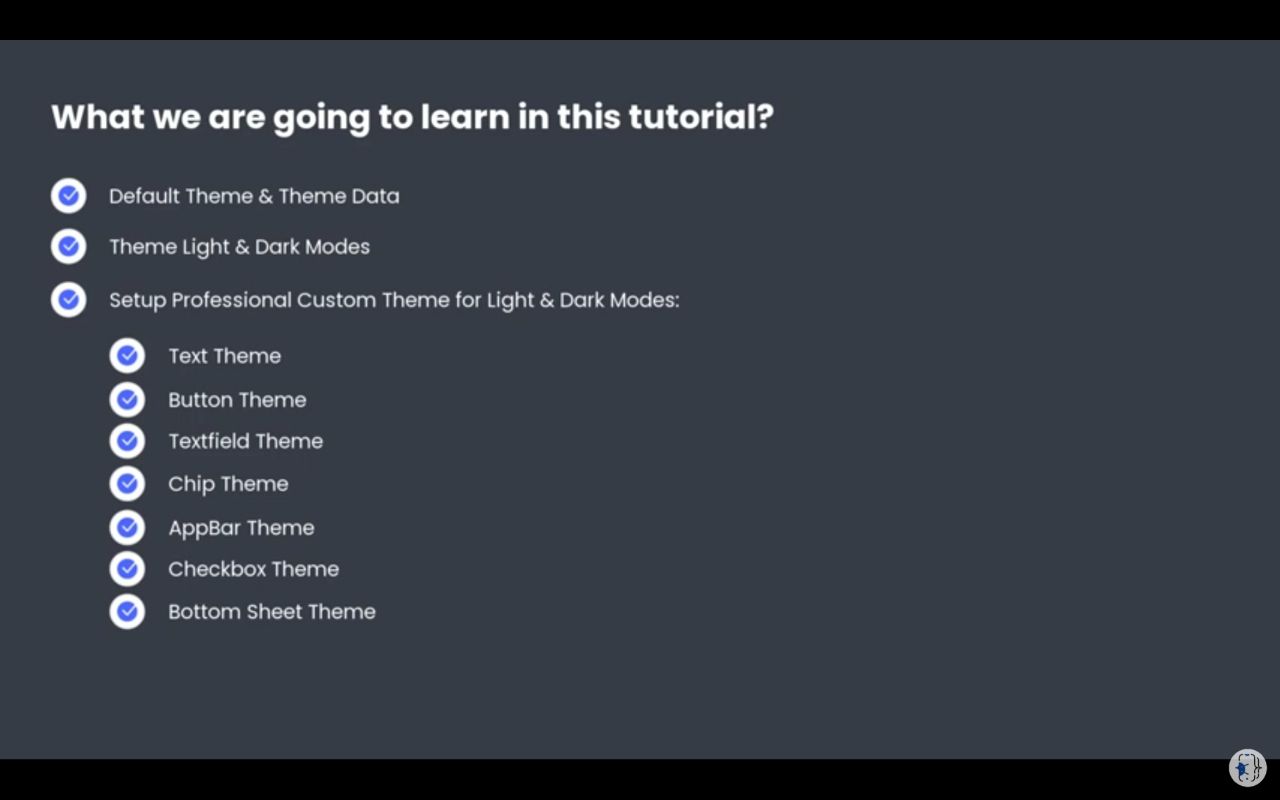 What we are going to learn in this tutorial?
Default Theme & Theme Data
Theme Light & Dark Modes
Setup Professional Custom Theme for Light & Dark Modes:
Text Theme
Button Theme
Textfield Theme
Chip Theme
AppBar Theme
Checkbox Theme
Bottom Sheet Theme